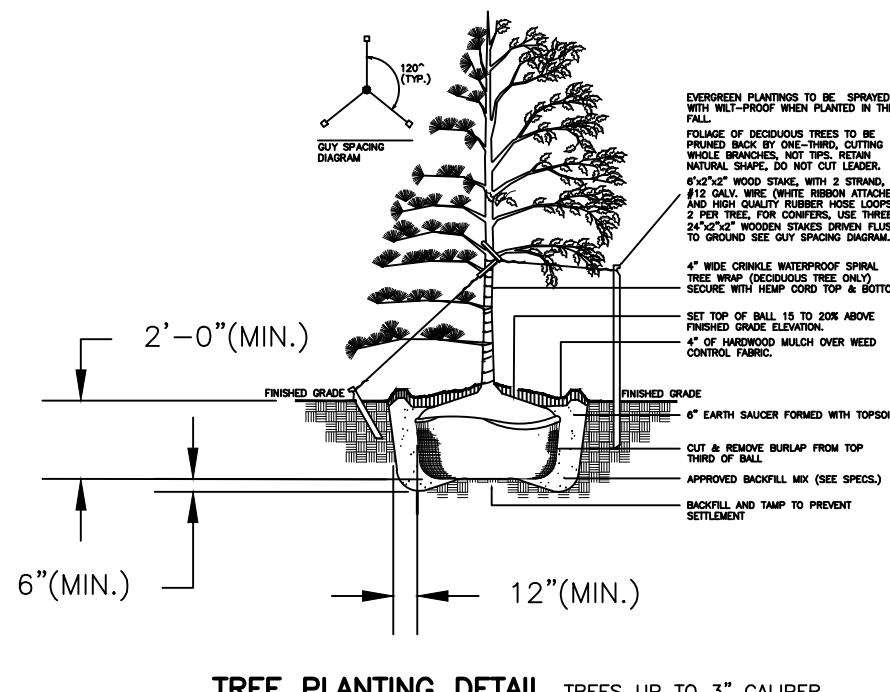 120^
(TYP.)
GUY SPACING
DIAGRAM
EVERGREEN PLANTINGS TO BE SPRAYED
WITH WILT-PROOF WHEN PLANTED IN THE
FALL.
FOLIAGE OF DECIDUOUS TREES TO BE
PRUNED BACK BY ONE-THIRD, CUTTING
WHOLE BRANCHES, NOT TIPS. RETAIN
NATURAL SHAPE, DO NOT CUT LEADER.
6'x2"x2" WOOD STAKE, WITH 2 STRAND,
#12 GALV. WIRE (WHITE RIBBON ATTACHE
AND HIGH QUALITY RUBBER HOSE LOOPS
2 PER TREE, FOR CONIFERS, USE THREE
24"x2"x2" WOODEN STAKES DRIVEN FLUS
TO GROUND SEE GUY SPACING DIAGRAM.
4" WIDE CRINKLE WATERPROOF SPIRAL
TREE WRAP (DECIDUOUS TREE ONLY)
SECURE WITH HEMP CORD TOP & BOTTO
SET TOP OF BALL 15 TO 20% ABOVE
FINISHED GRADE ELEVATION.
4" OF HARDWOOD MULCH OVER WEED
CONTROL FABRIC.
2'-0"(MIN.)
FINISHED GRADE
FINISHED GRADE
6" EARTH SAUCER FORMED WITH TOPSOI
CUT & REMOVE BURLAP FROM TOP
THIRD OF BALL
APPROVED BACKFILL MIX (SEE SPECS.)
BACKFILL AND TAMP TO PREVENT
SETTLEMENT
6"(MIN.)
12"(MIN.)
TREE PLANTING DETAIL TREES UP TO 3" CALIPER